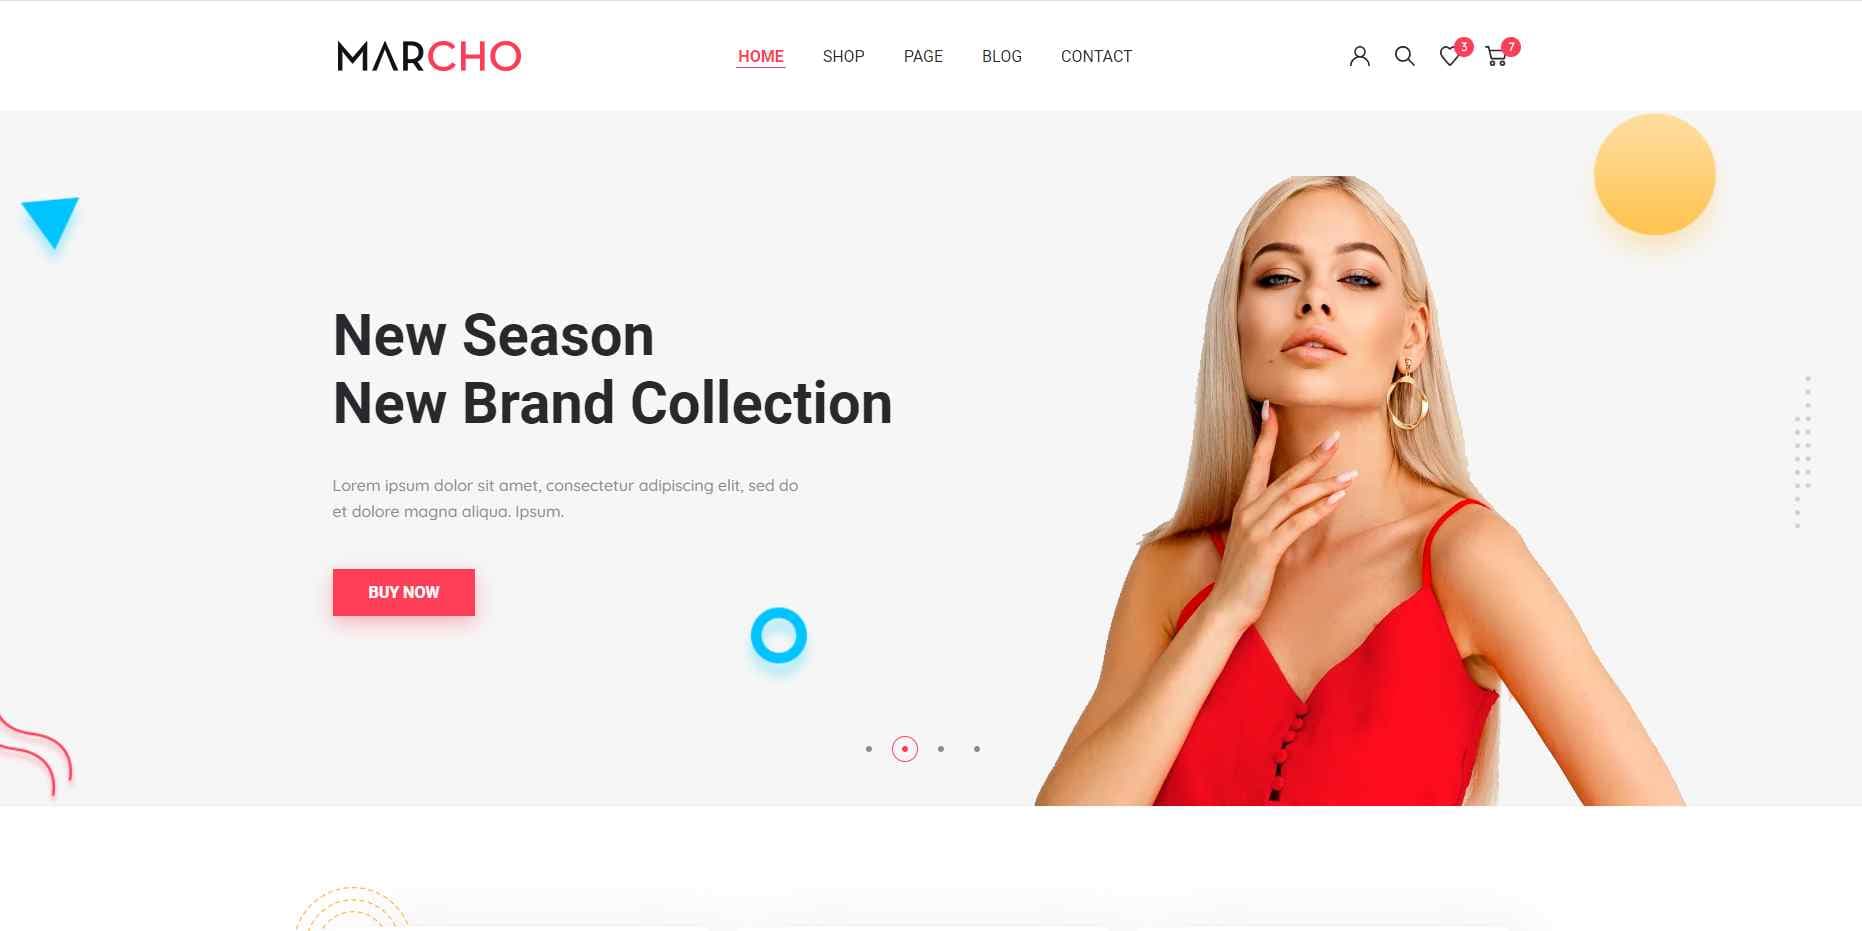 MARCHO
HOME SHOP PAGE BLOG CONTACT
3 7
New Season
New Brand Collection
Lorem ipsum dolor sit amet, consectetur adipiscing elit, sed do
et dolore magna aliqua. Ipsum.
BUY NOW